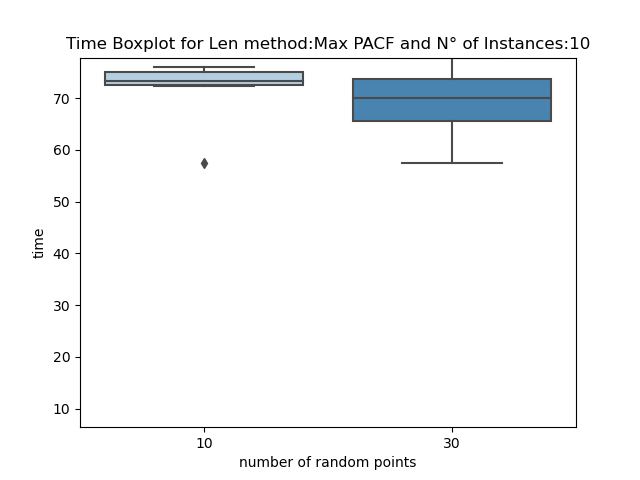 Time Boxplot for Len method:Max PACF and N° of Instances:10
70
60
50
40
30
20
10
time
10 30
number of random points